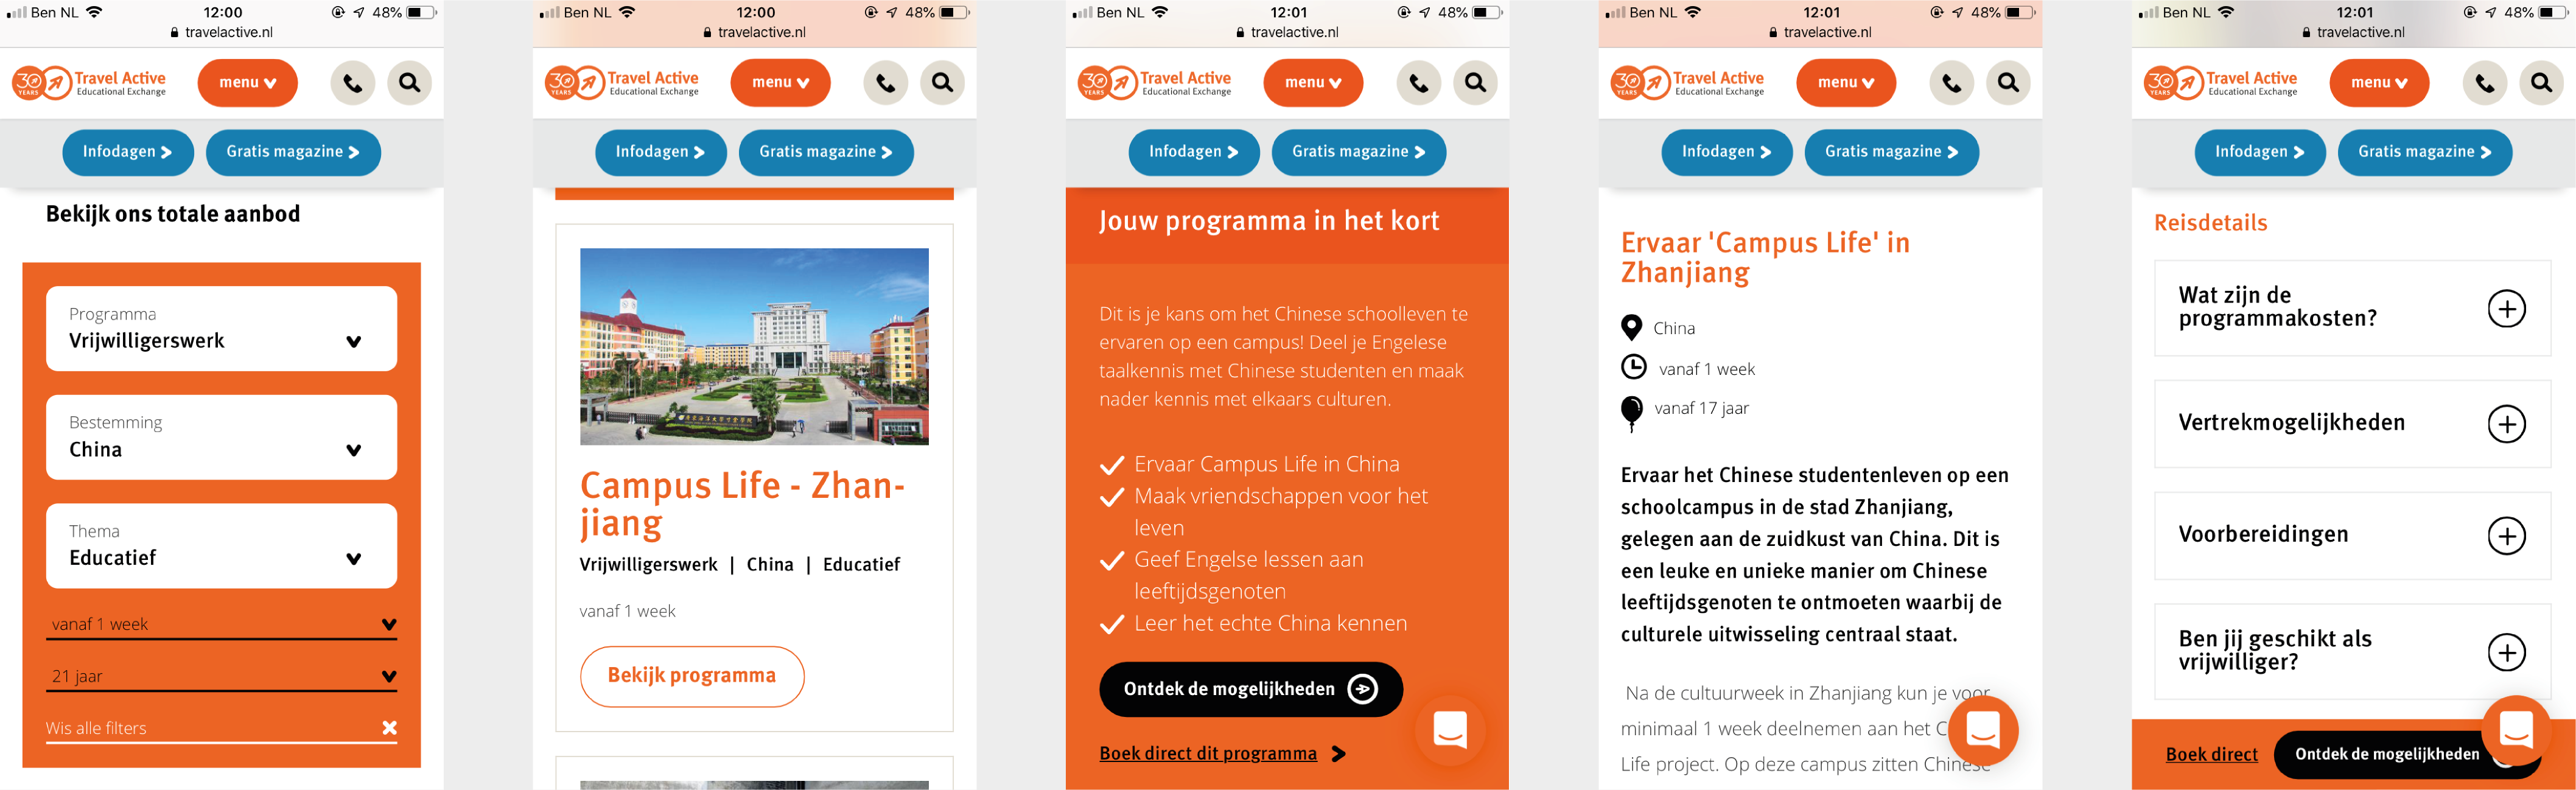 Ben NL
12:00
48%
travelactive.nl
30 YEARS
Travel Active
Educational Exchange
menu
Infodagen
Gratis magazine
Bekijk ons totale aanbod
Programma
Vrijwilligerswerk
Bestemming
China
Thema
Educatief
vanaf 1 week
21 jaar
Wis alle filters
Ben NL
12:00
48%
travelactive.nl
30 YEARS
Travel Active
Educational Exchange
menu
Infodagen
Gratis magazine
Campus Life - Zhan-
jiang
Vrijwilligerswerk | China | Educatief
vanaf 1 week
Bekijk programma
Ben NL
12:01
48%
travelactive.nl
30 YEARS
Travel Active
Educational Exchange
menu
Infodagen
Gratis magazine
Jouw programma in het kort
Dit is je kans om het Chinese schoolleven te
ervaren op een campus! Deel je Engelese
taalkennis met Chinese studenten en maak
nader kennis met elkaars culturen.
Ervaar Campus Life in China
Maak vriendschappen voor het
leven
Geef Engelse lessen aan
leeftijdsgenoten
Leer het echte China kennen
Ontdek de mogelijkheden
Boek direct dit programma
Ben NL
12:01
48%
travelactive.nl
30 YEARS
Travel Active
Educational Exchange
menu
Infodagen
Gratis magazine
Ervaar 'Campus Life' in
Zhanjiang
China
vanaf 1 week
vanaf 17 jaar
Ervaar het Chinese studentenleven op een
schoolcampus in de stad Zhanjiang,
gelegen aan de zuidkust van China. Dit is
een leuke en unieke manier om Chinese
leeftijdsgenoten te ontmoeten waarbij de
culturele uitwisseling centraal staat.
Na de cultuurweek in Zhanjiang kun je voor
minimaal 1 week deelnemen aan het C
Life project. Op deze campus zitten Chinese
Ben NL
12:01
48%
travelactive.nl
30 YEARS
Travel Active
Educational Exchange
menu
Infodagen
Gratis magazine
Reisdetails
Wat zijn de
programmakosten?
Vertrekmogelijkheden
Voorbereidingen
Ben jij geschikt als
vrijwilliger?
Boek direct
Ontdek de mogelijkheden